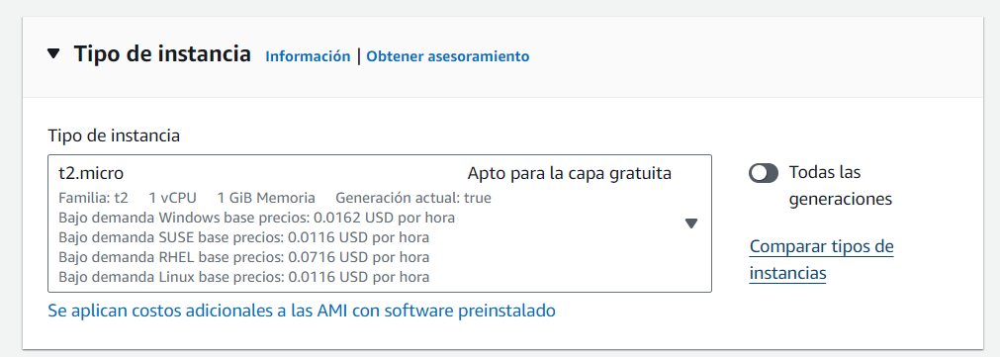 Tipo de instancia Información | Obtener asesoramiento
Tipo de instancia
t2.micro Apto para la capa gratuita
Familia: t2 1 vCPU 1 GiB Memoria Generación actual: true
Bajo demanda Windows base precios: 0.0162 USD por hora
Bajo demanda SUSE base precios: 0.0116 USD por hora
Bajo demanda RHEL base precios: 0.0716 USD por hora
Bajo demanda Linux base precios: 0.0116 USD por hora
Se aplican costos adicionales a las AMI con software preinstalado
Todas las
generaciones
Comparar tipos de
instancias